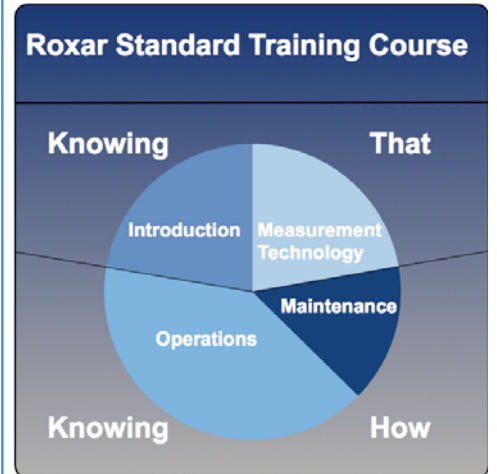 Roxar Standard Training Course
Knowing That
Introduction
Measurement
Technology
Maintenance
Operations
Knowing How